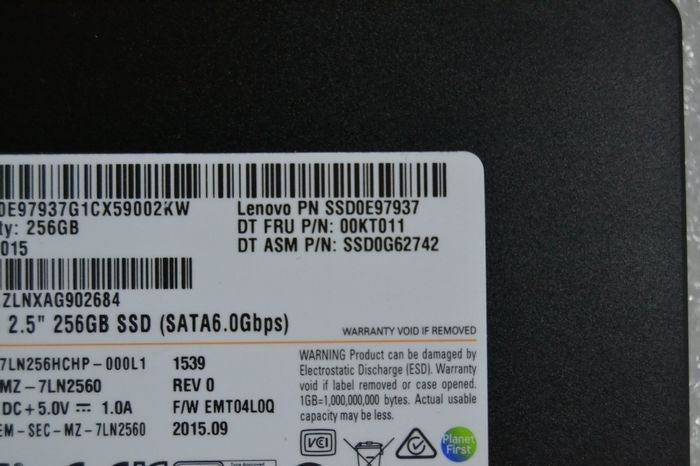 0E97937G1CX59002KW
Lenovo PN SSD0E97937
ty: 256GB
DT FRU P/N: 00KT011
015
DT ASM P/N: SSD0G62742
ZLNXAG902684
2.5" 256GB SSD (SATA6.0Gbps)
WARRANTY VOID IF REMOVED
7LN256HCHP-000L1 1539
MZ-7LN2560 REV 0
DC+5.0V ⎓ 1.0A F/W EMT04L0Q
EM-SEC-MZ-7LN2560 2015.09
WARNING Product can be damaged by
Electrostatic Discharge (ESD). Warranty
void if label removed or case opened.
1GB=1,000,000,000 bytes. Actual usable
capacity may be less.
VCI
Planet
First